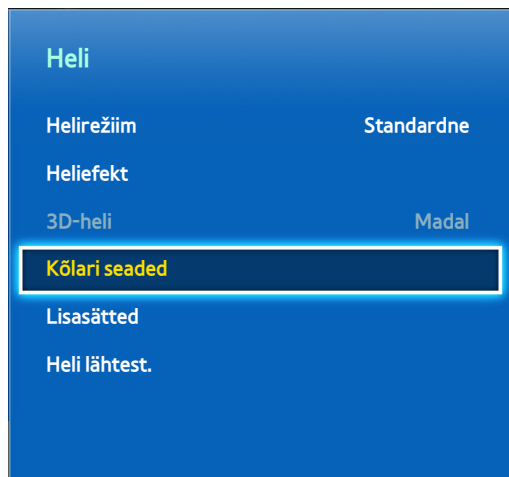 Heli
Helirežiim Standardne
Heliefekt
3D-heli Madal
Kõlari seaded
Lisasätted
Heli lähtest.